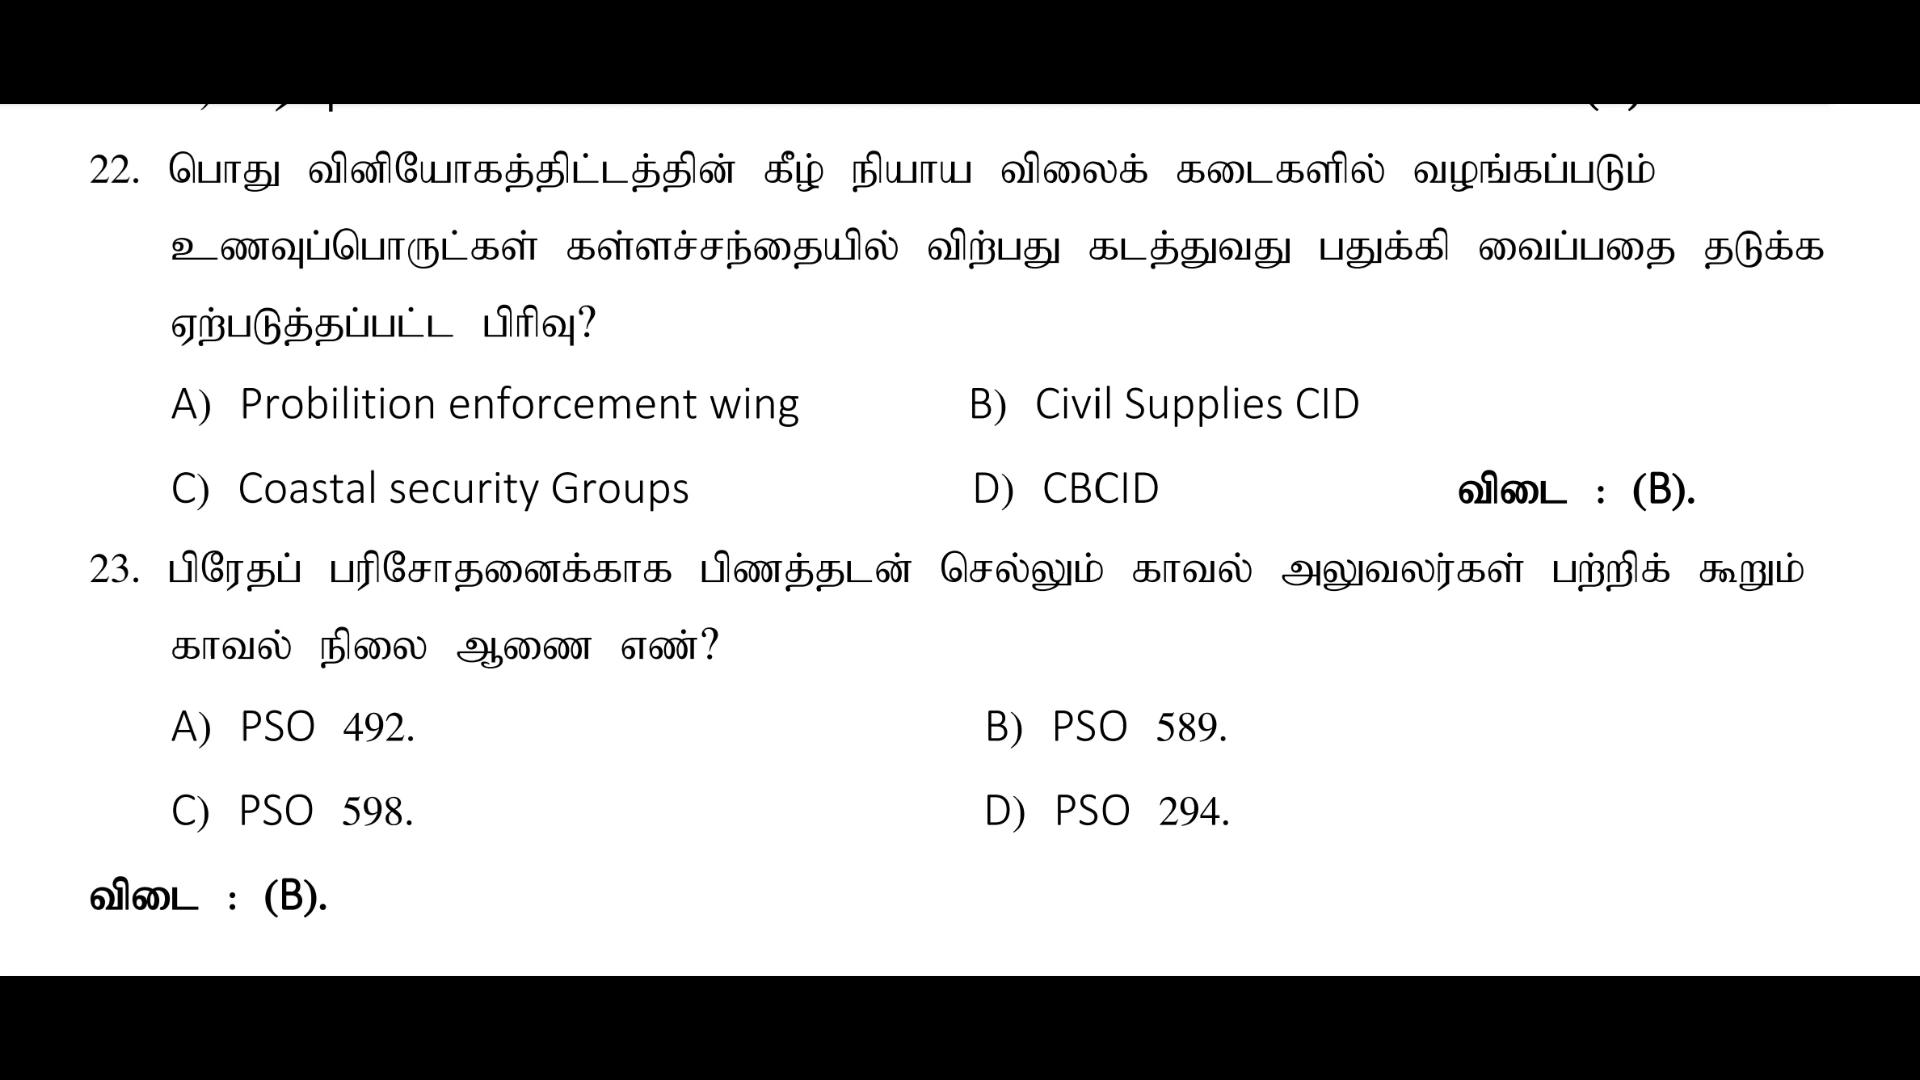 22. பொது வினியோகத்திட்டத்தின் கீழ் நியாய விலைக் கடைகளில் வழங்கப்படும்
உணவுப்பொருட்கள் கள்ளச்சந்தையில் விற்பது கடத்துவது பதுக்கி வைப்பதை தடுக்க
ஏற்படுத்தப்பட்ட பிரிவு?
A) Probilition enforcement wing B) Civil Supplies CID
C) Coastal security Groups D) CBCID விடை : (B).
23. பிரேதப் பரிசோதனைக்காக பிணத்தடன் செல்லும் காவல் அலுவலர்கள் பற்றிக் கூறும்
காவல் நிலை ஆணை எண்?
A) PSO 492. B) PSO 589.
C) PSO 598. D) PSO 294.
விடை : (B).